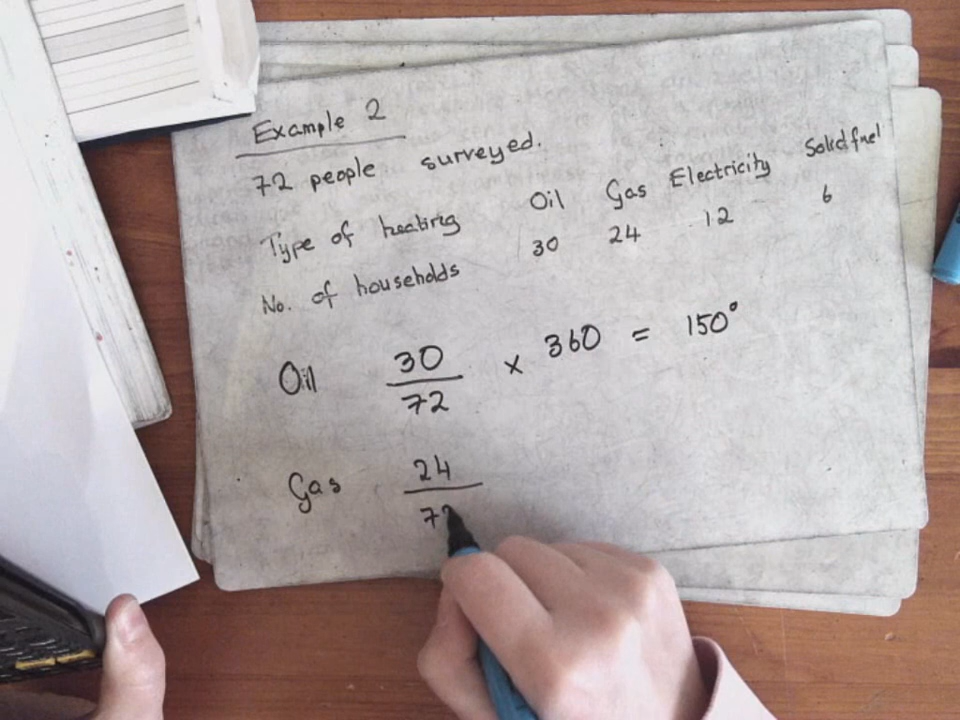 Example 2
72 people surveyed.
Type of heating Oil Gas Electricity Solid fuel
No. of households 30 24 12 6
Oil 30/72 × 360 = 150°
Gas 24/72